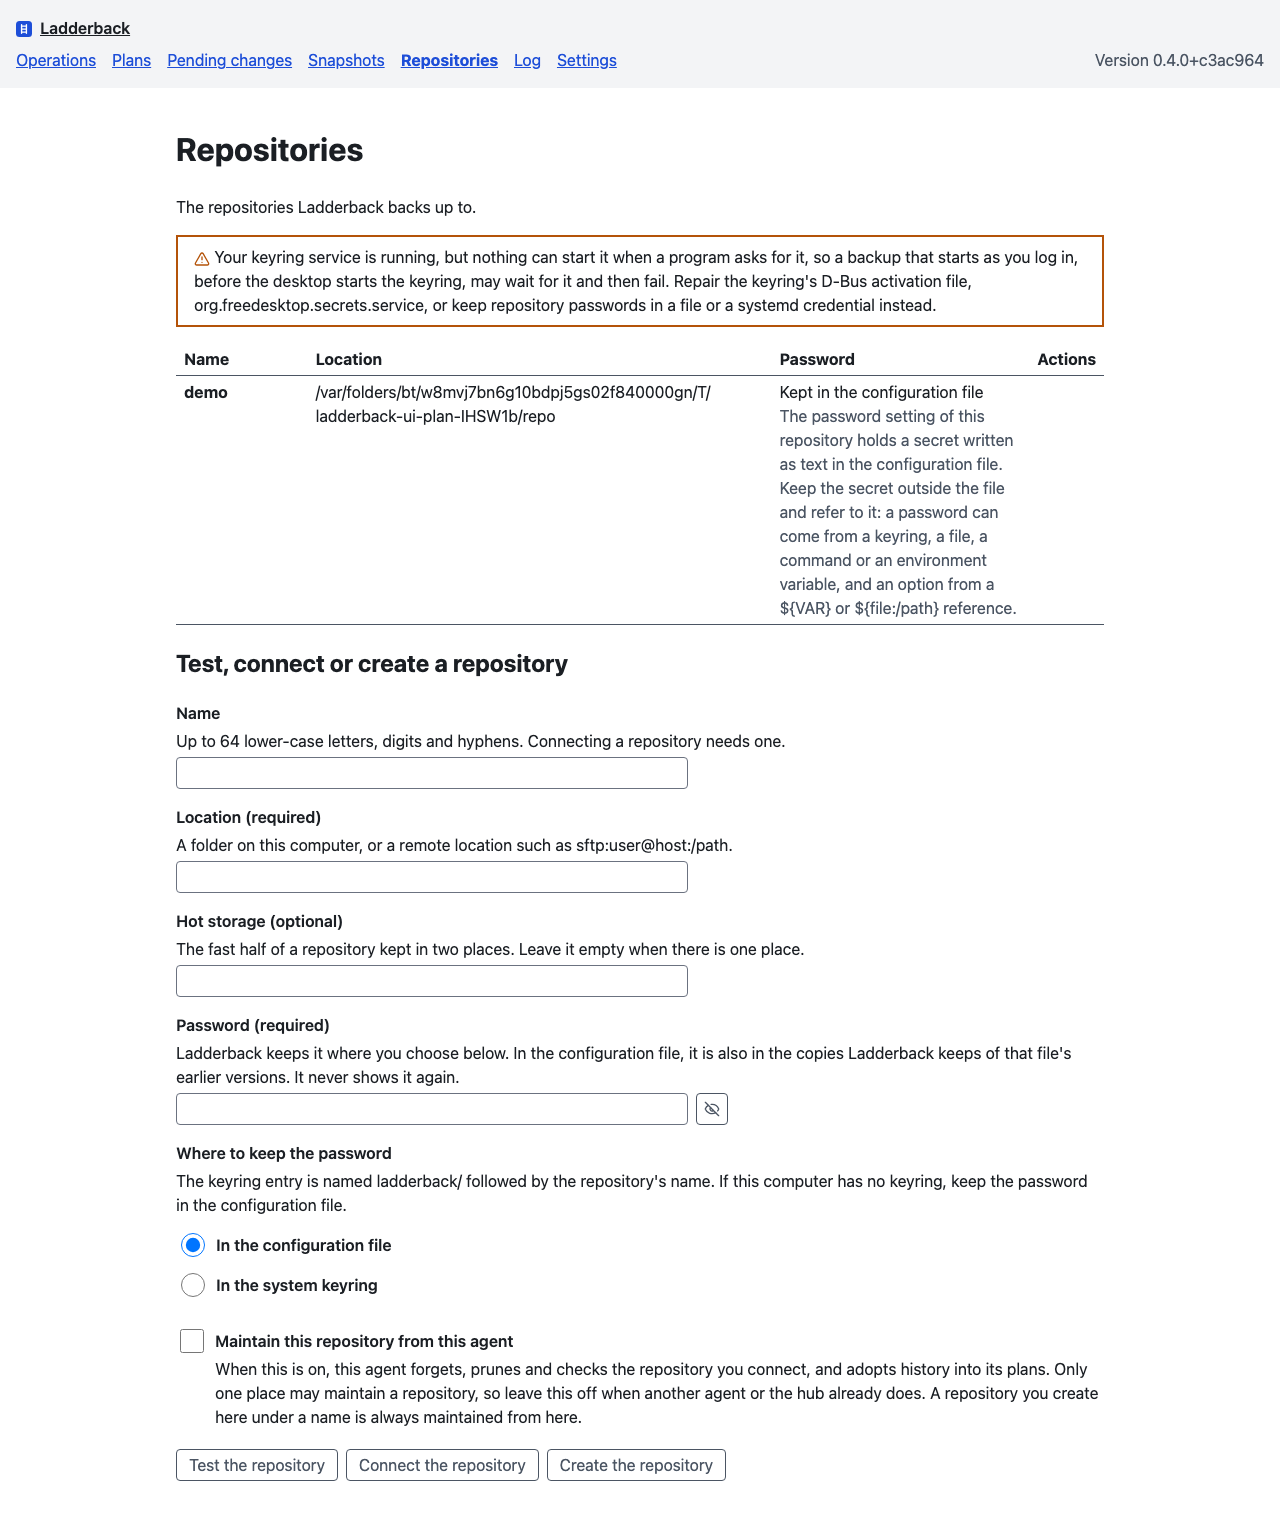 Ladderback
Operations Plans Pending changes Snapshots Repositories Log Settings Version 0.4.0+c3ac964
Repositories
The repositories Ladderback backs up to.
Your keyring service is running, but nothing can start it when a program asks for it, so a backup that starts as you log in,
before the desktop starts the keyring, may wait for it and then fail. Repair the keyring's D-Bus activation file,
org.freedesktop.secrets.service, or keep repository passwords in a file or a systemd credential instead.
Name Location Password Actions
demo /var/folders/bt/w8mvj7bn6g10bdpj5gs02f840000gn/T/ Kept in the configuration file
ladderback-ui-plan-IHSW1b/repo The password setting of this
repository holds a secret written
as text in the configuration file.
Keep the secret outside the file
and refer to it: a password can
come from a keyring, a file, a
command or an environment
variable, and an option from a
${VAR} or ${file:/path} reference.
Test, connect or create a repository
Name
Up to 64 lower-case letters, digits and hyphens. Connecting a repository needs one.
Location (required)
A folder on this computer, or a remote location such as sftp:user@host:/path.
Hot storage (optional)
The fast half of a repository kept in two places. Leave it empty when there is one place.
Password (required)
Ladderback keeps it where you choose below. In the configuration file, it is also in the copies Ladderback keeps of that file's
earlier versions. It never shows it again.
Where to keep the password
The keyring entry is named ladderback/ followed by the repository's name. If this computer has no keyring, keep the password
in the configuration file.
In the configuration file
In the system keyring
Maintain this repository from this agent
When this is on, this agent forgets, prunes and checks the repository you connect, and adopts history into its plans. Only
one place may maintain a repository, so leave this off when another agent or the hub already does. A repository you create
here under a name is always maintained from here.
Test the repository Connect the repository Create the repository